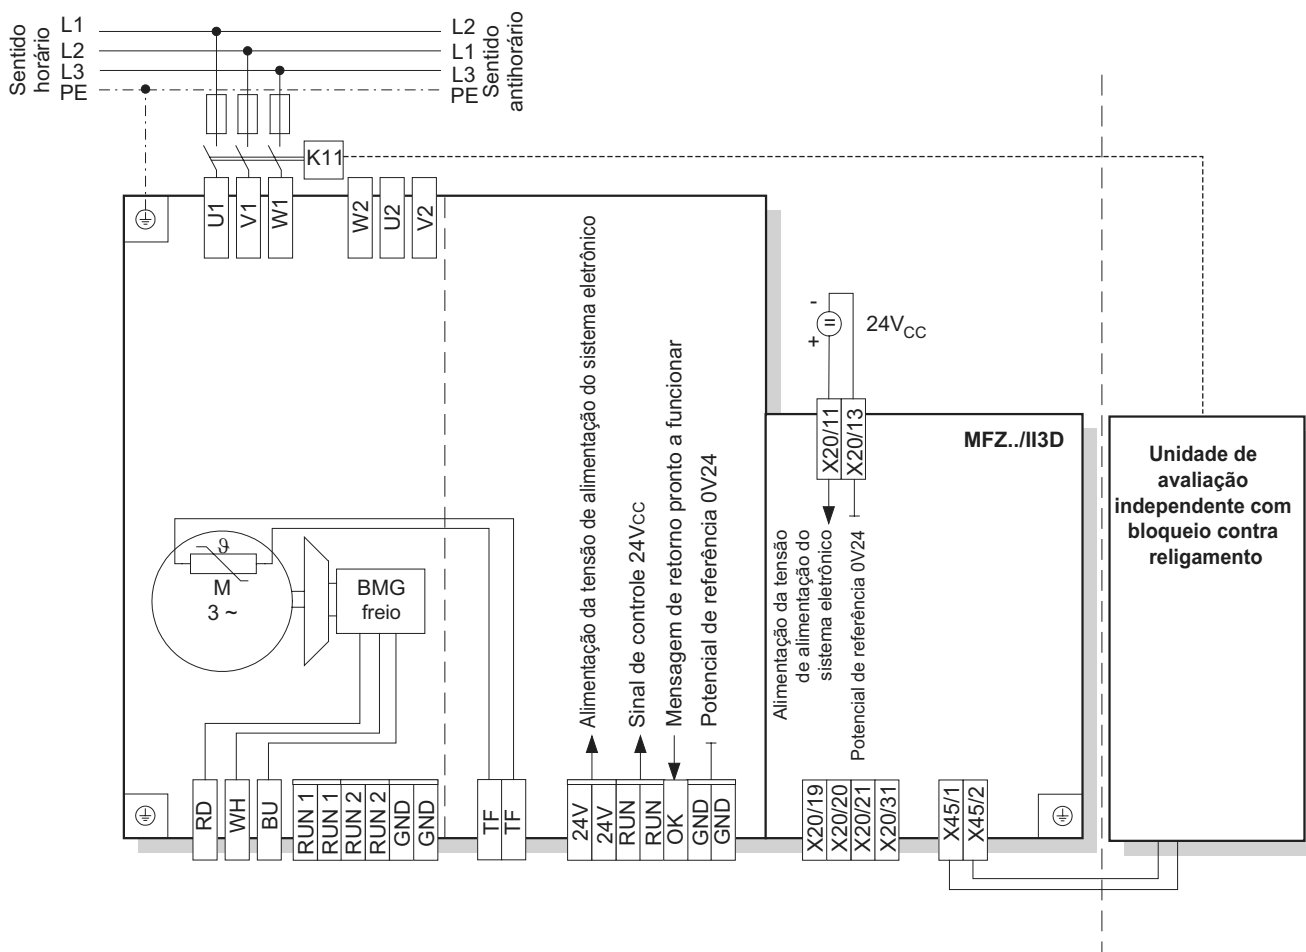 Sentido
horário
L1
L2
L3
PE
L2
L1
L3
PE
Sentido
antihorário
K11
U1
V1
W1
W2
U2
V2
-
+
=
24VCC
X20/11
X20/13
MFZ../II3D
Unidade de
avaliação
independente com
bloqueio contra
religamento
Alimentação da tensão de alimentação do sistema eletrônico
Sinal de controle 24VCC
Mensagem de retorno pronto a funcionar
Potencial de referência 0V24
Alimentação da tensão
de alimentação do
sistema eletrônico
Potencial de referência 0V24
ϑ
M
3 ~
BMG
freio
RD
WH
BU
RUN 1
RUN 1
RUN 2
RUN 2
GND
GND
TF
TF
24V
24V
RUN
RUN
OK
GND
GND
X20/19
X20/20
X20/21
X20/31
X45/1
X45/2